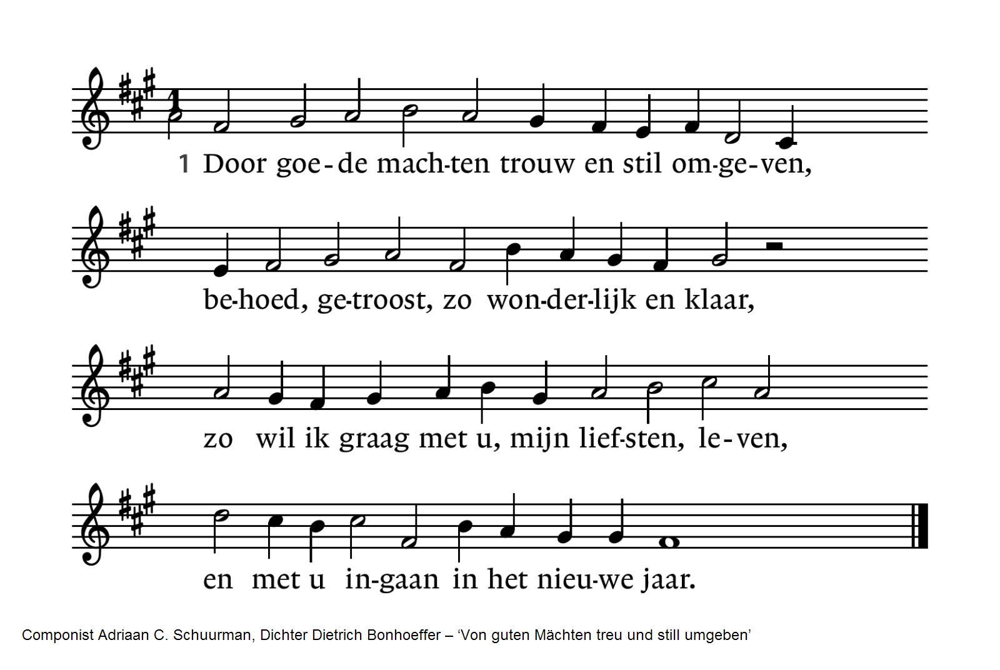 1
1 Door goe-de mach-ten trouw en stil om-ge-ven,
be-hoed, ge-troost, zo won-der-lijk en klaar,
zo wil ik graag met u, mijn lief-sten, le-ven,
en met u in-gaan in het nieu-we jaar.
Componist Adriaan C. Schuurman, Dichter Dietrich Bonhoeffer – ‘Von guten Mächten treu und still umgeben’